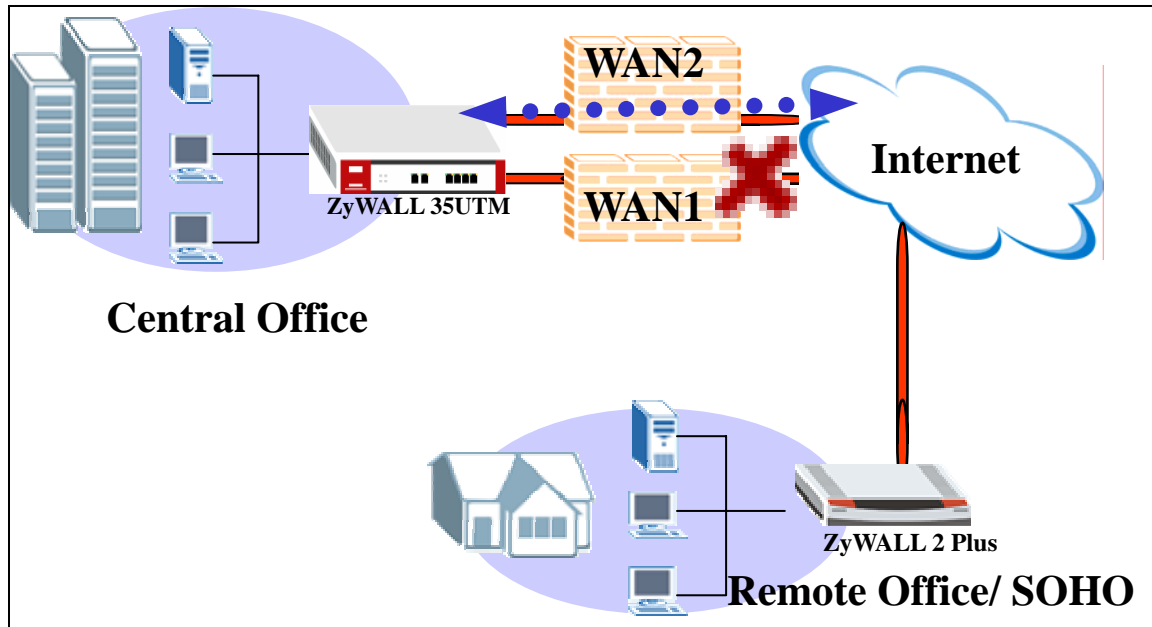 WAN2
Internet
ZyWALL 35UTM
WAN1
Central Office
ZyWALL 2 Plus
Remote Office/ SOHO